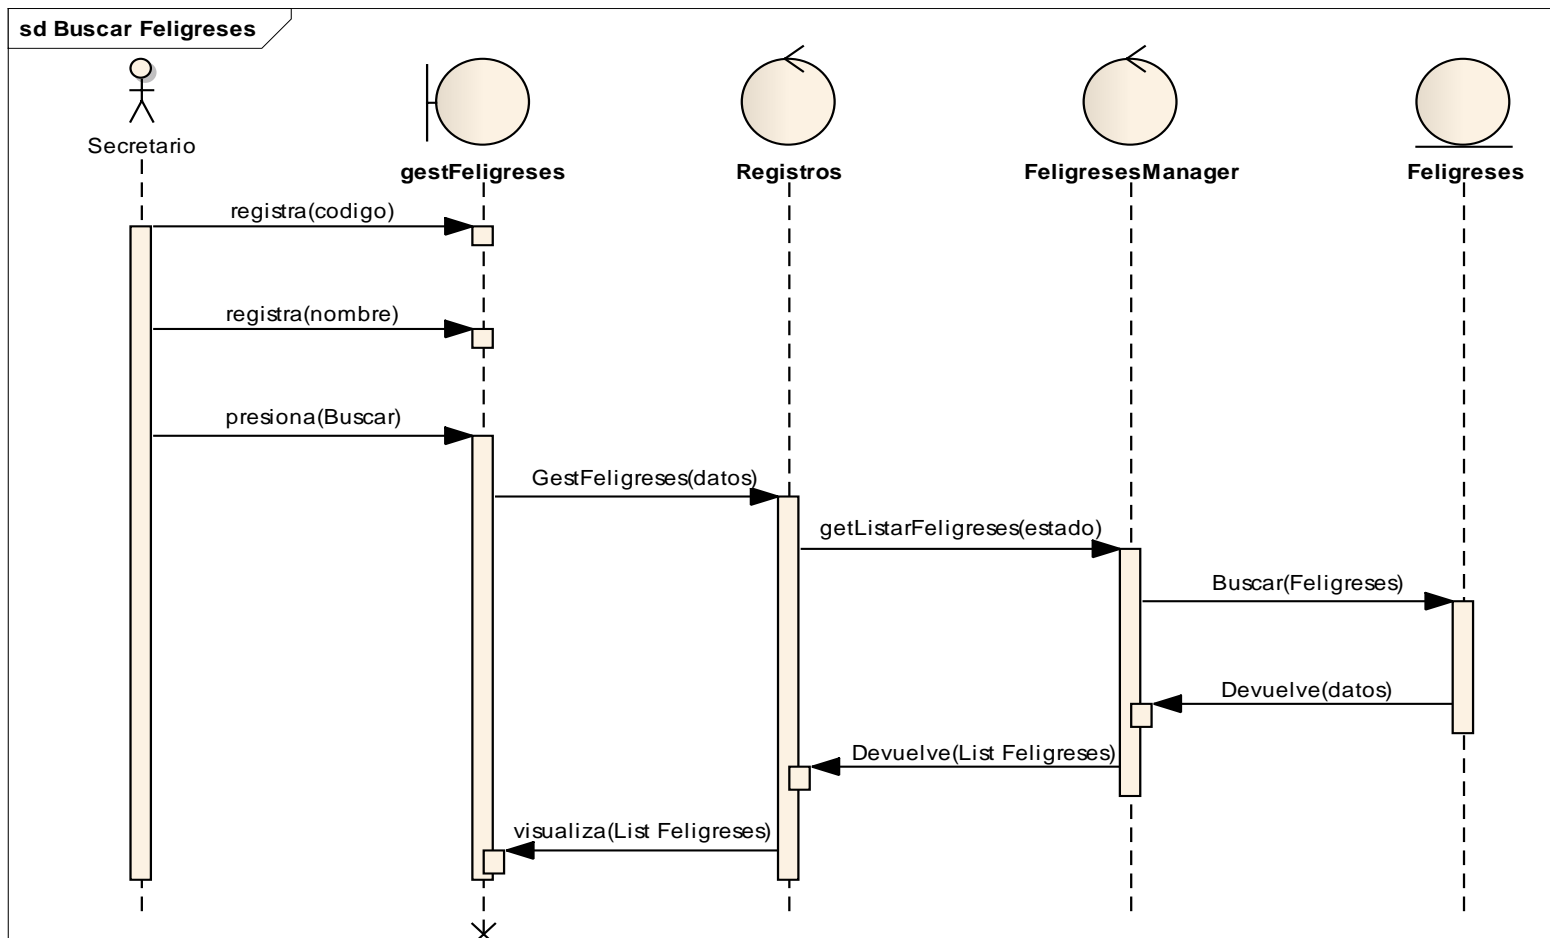 sd Buscar Feligreses
Secretario
gestFeligreses
Registros
FeligresesManager
Feligreses
registra(codigo)
registra(nombre)
presiona(Buscar)
GestFeligreses(datos)
getListarFeligreses(estado)
Buscar(Feligreses)
Devuelve(datos)
Devuelve(List Feligreses)
visualiza(List Feligreses)